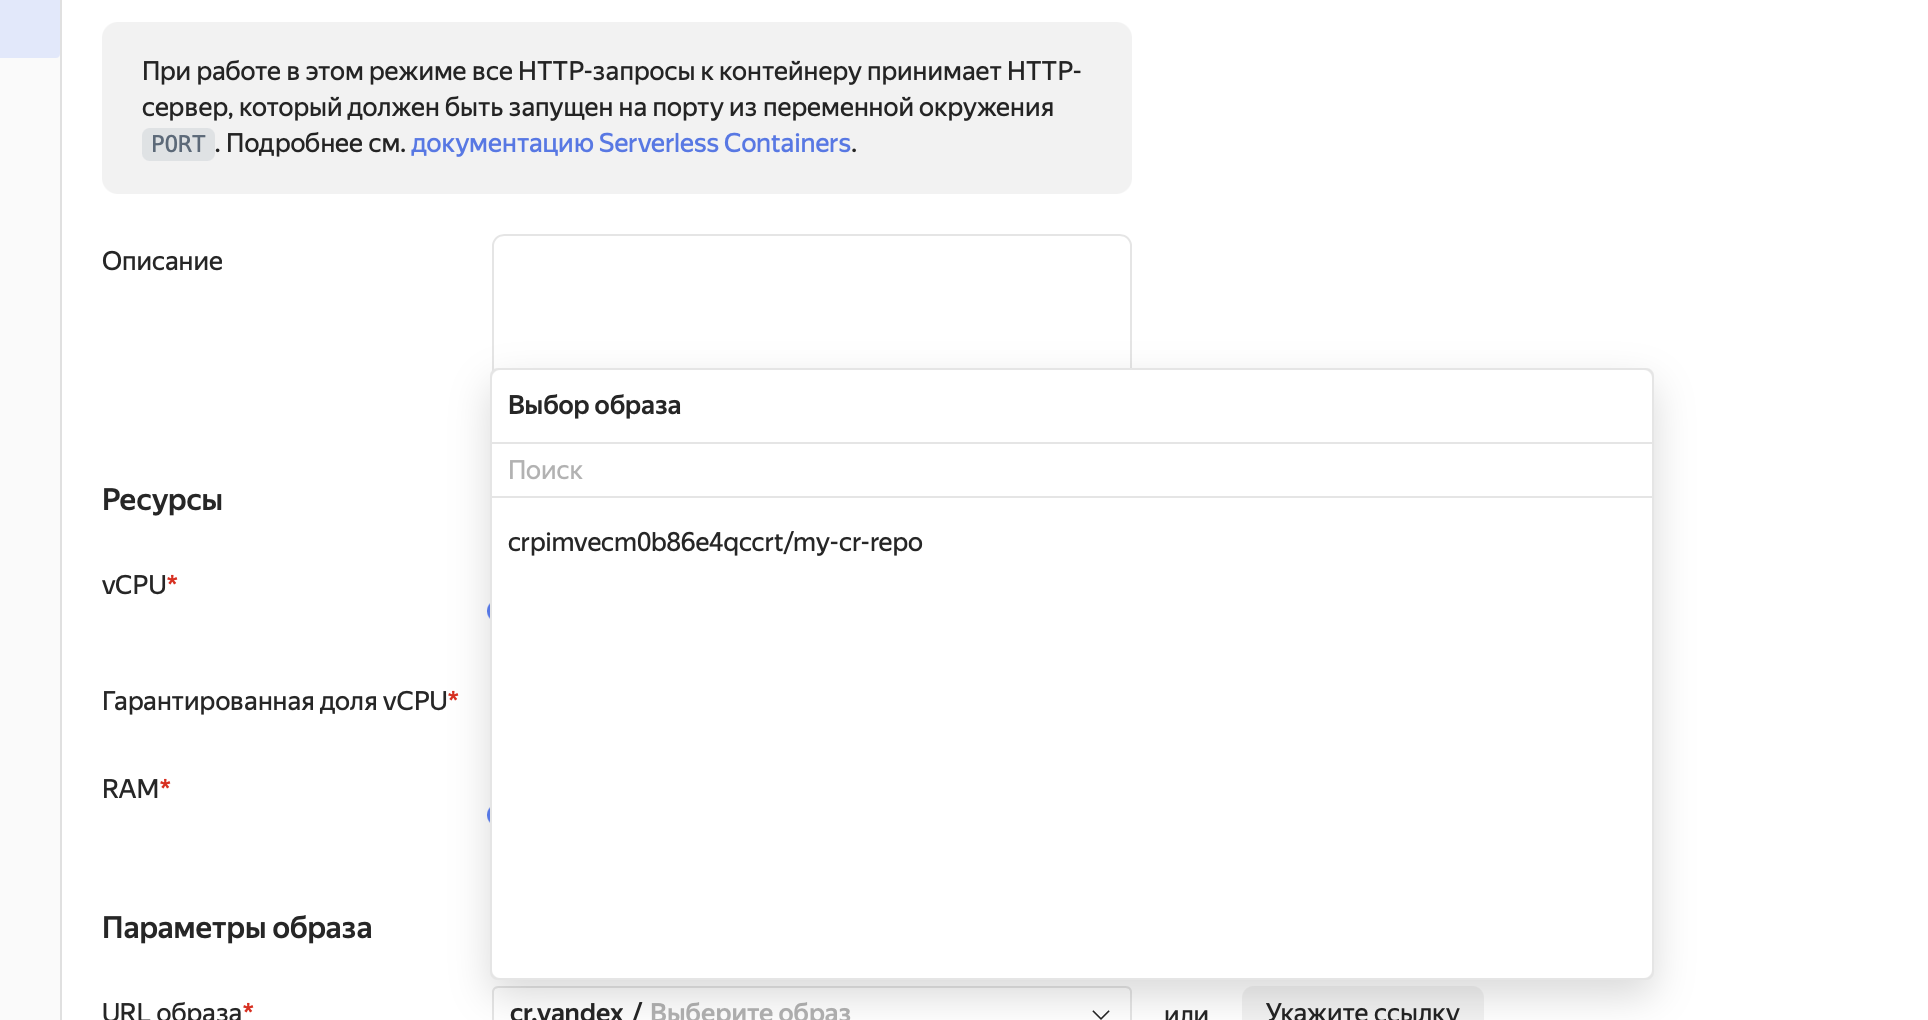 При работе в этом режиме все HTTP-запросы к контейнеру принимает HTTP-
сервер, который должен быть запущен на порту из переменной окружения
PORT. Подробнее см. документацию Serverless Containers.
Описание
Выбор образа
Поиск
Ресурсы
crpimvecm0b86e4qccrt/my-cr-repo
vCPU*
Гарантированная доля vCPU*
RAM*
Параметры образа
URL образа*
cr.yandex / Выберите образ
или
Укажите ссылку